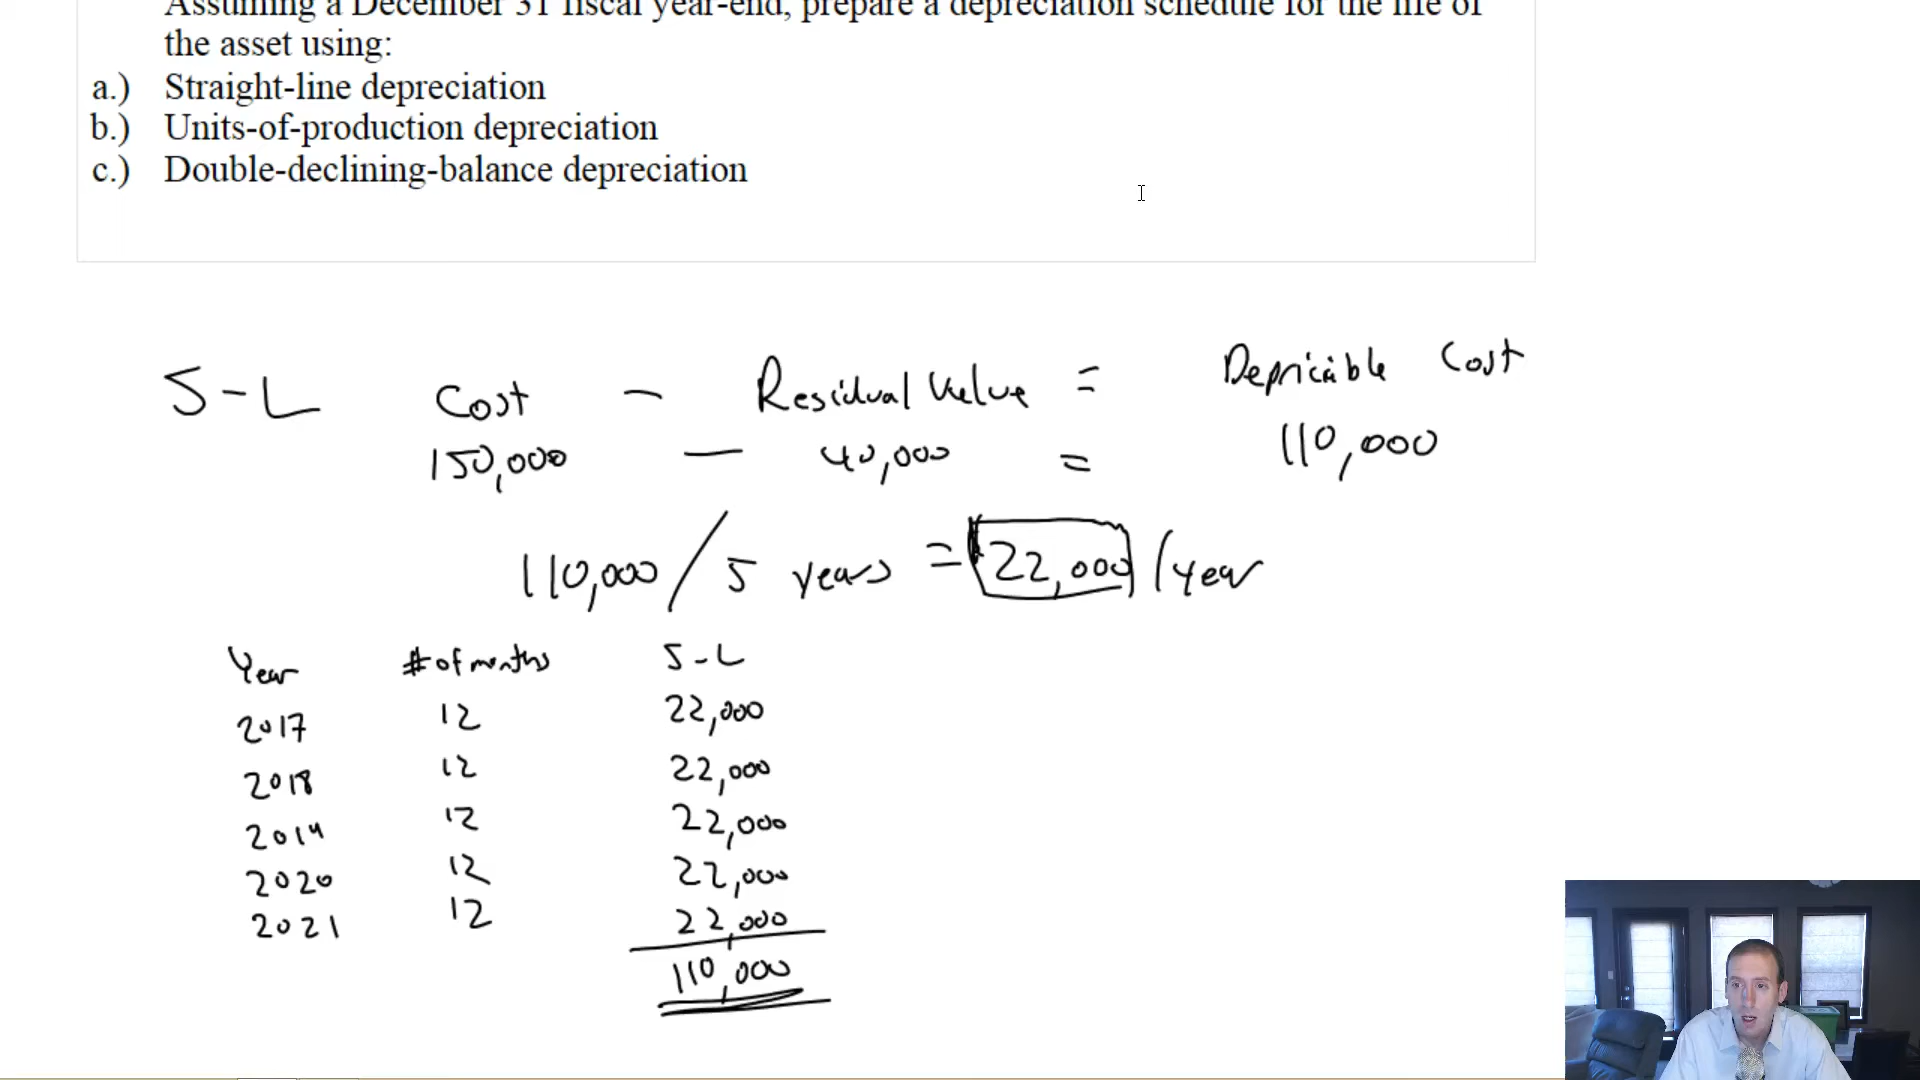 Assuming a December 31 fiscal year-end, prepare a depreciation schedule for the life of
the asset using:
a.) Straight-line depreciation
b.) Units-of-production depreciation
c.) Double-declining-balance depreciation
S-L Cost - Residual Value = Depriciable Cost
150,000 - 40,000 = 110,000
110,000 / 5 years = 22,000 / year
Year # of months S-L
2017 12 22,000
2018 12 22,000
2019 12 22,000
2020 12 22,000
2021 12 22,000
110,000